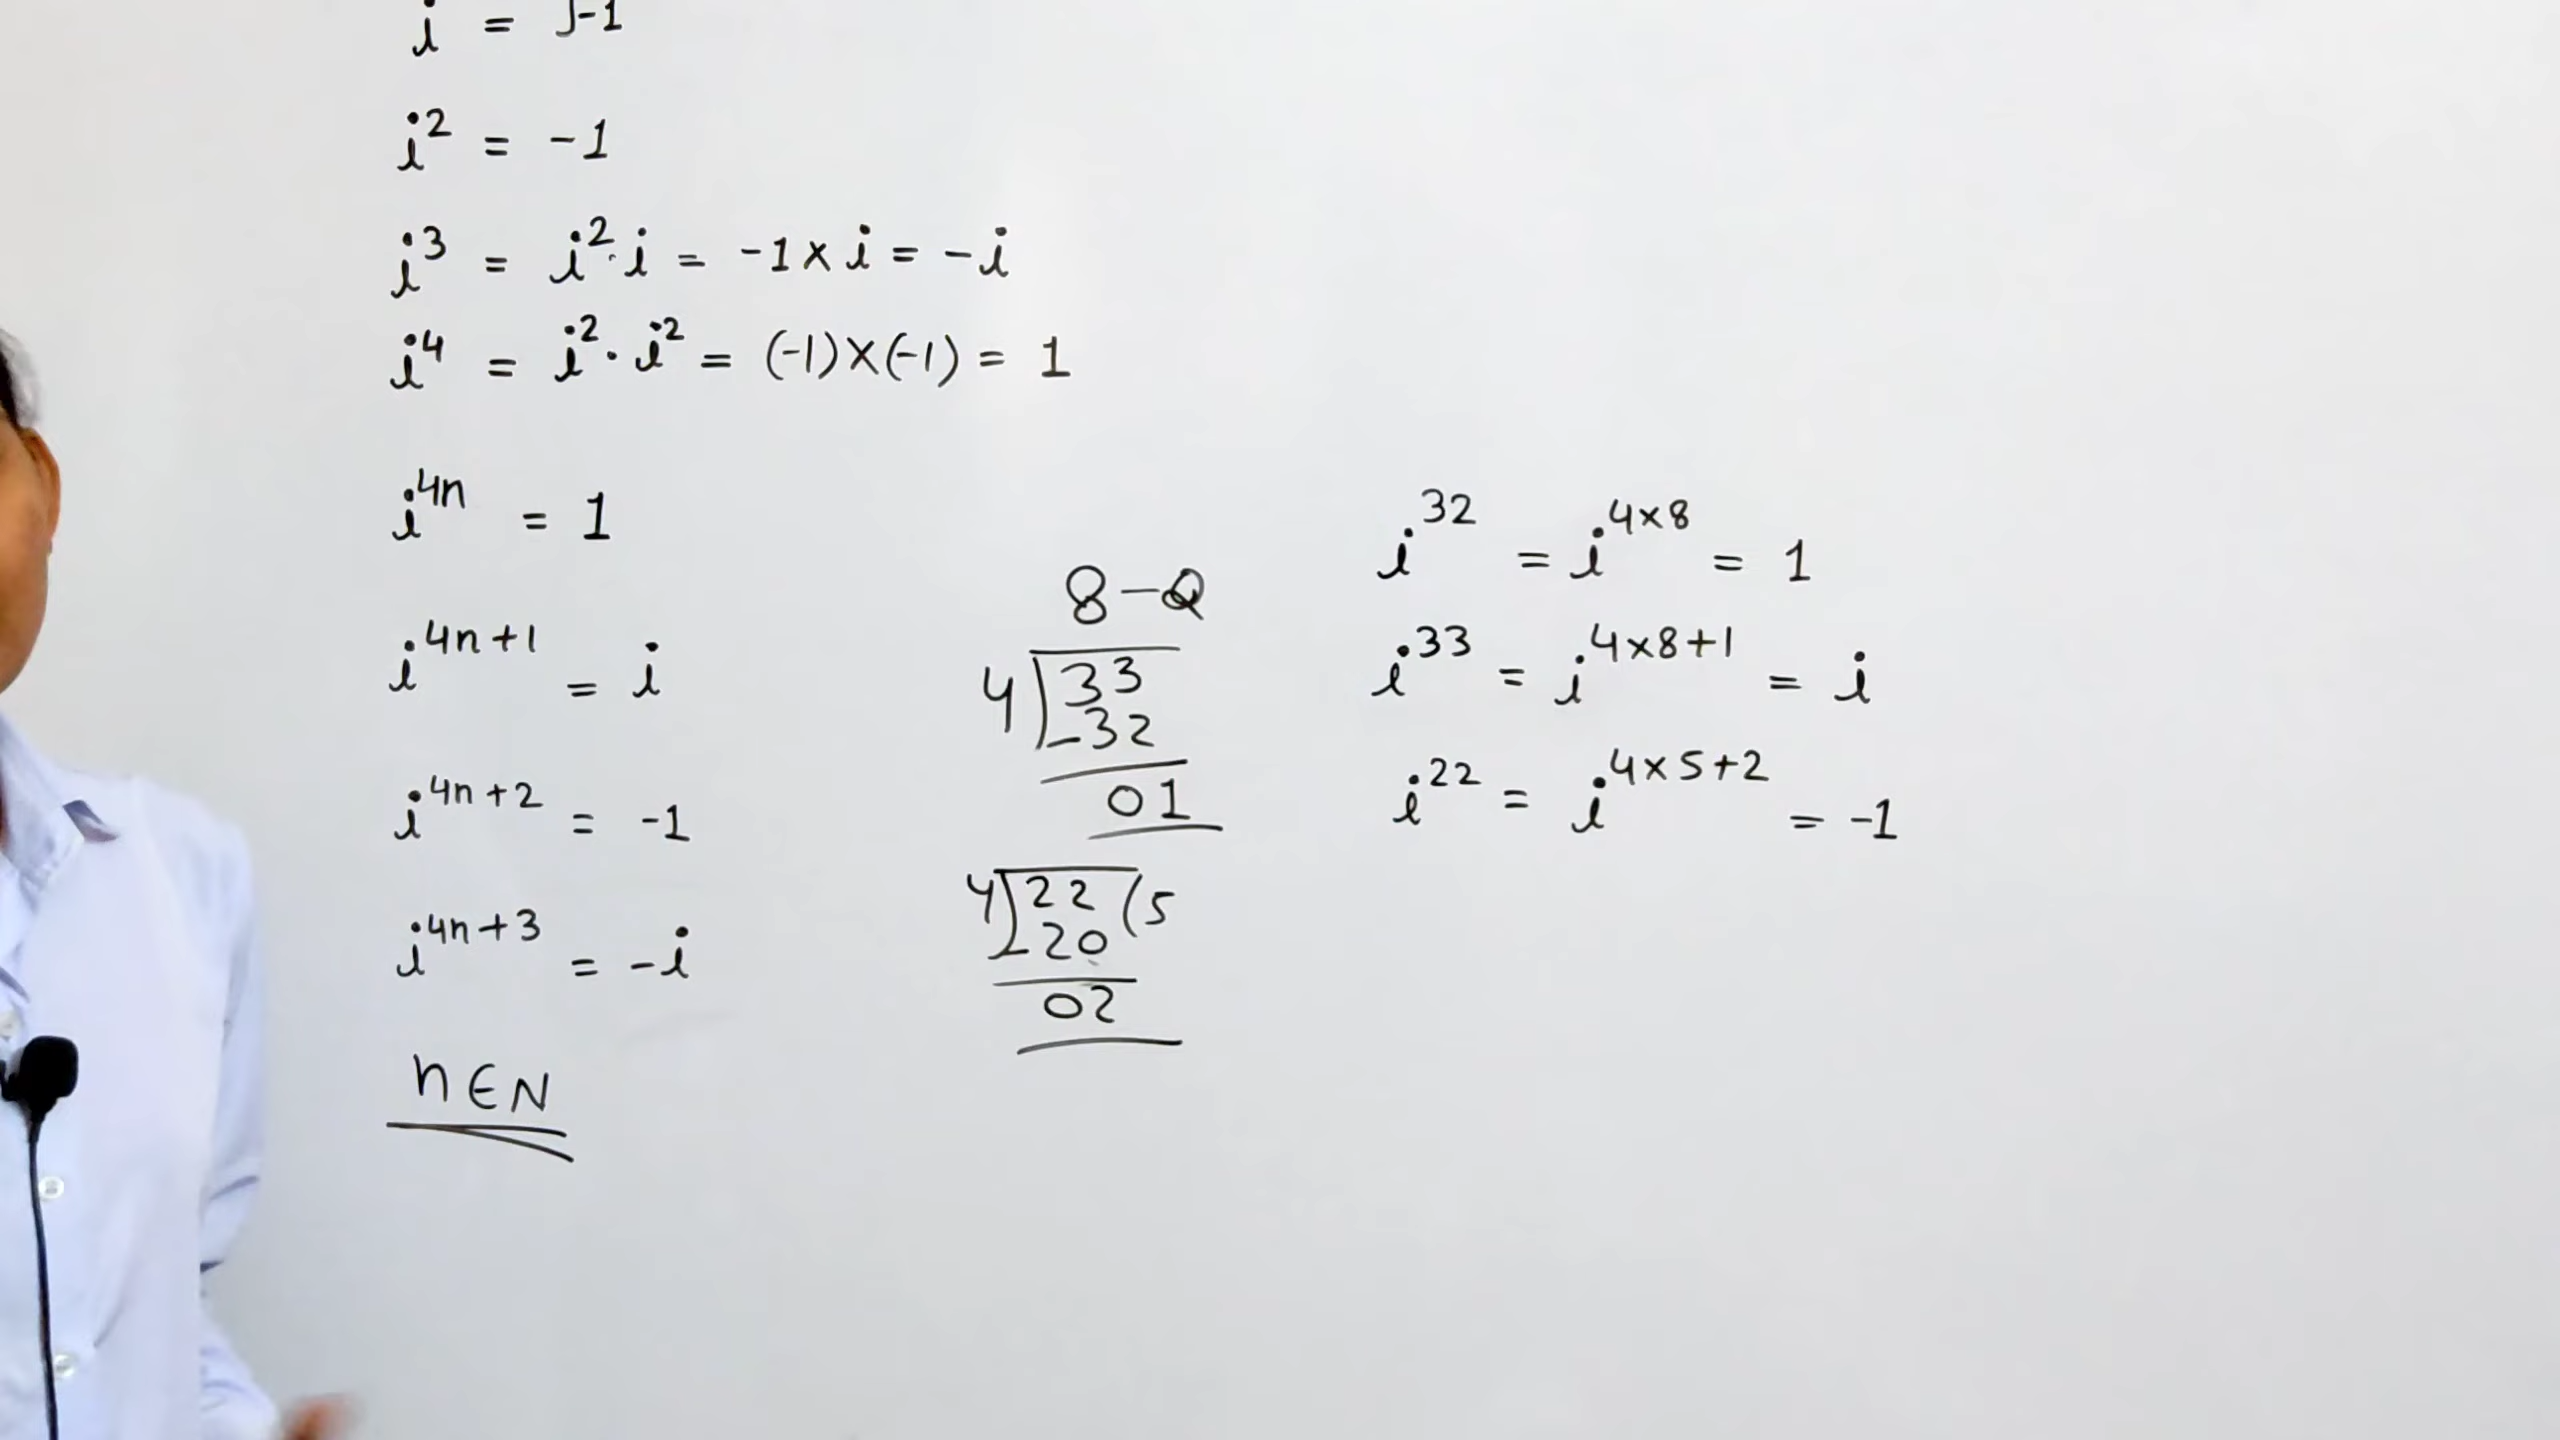 i = √-1
i² = -1
i³ = i²·i = -1 × i = -i
i⁴ = i²·i² = (-1)×(-1) = 1
i⁴ⁿ = 1
i⁴ⁿ⁺¹ = i
i⁴ⁿ⁺² = -1
i⁴ⁿ⁺³ = -i
n∈N
8-Q
4)33
-32
01
4)22(5
-20
02
i³² = i⁴ˣ⁸ = 1
i³³ = i⁴ˣ⁸⁺¹ = i
i²² = i⁴ˣ⁵⁺² = -1